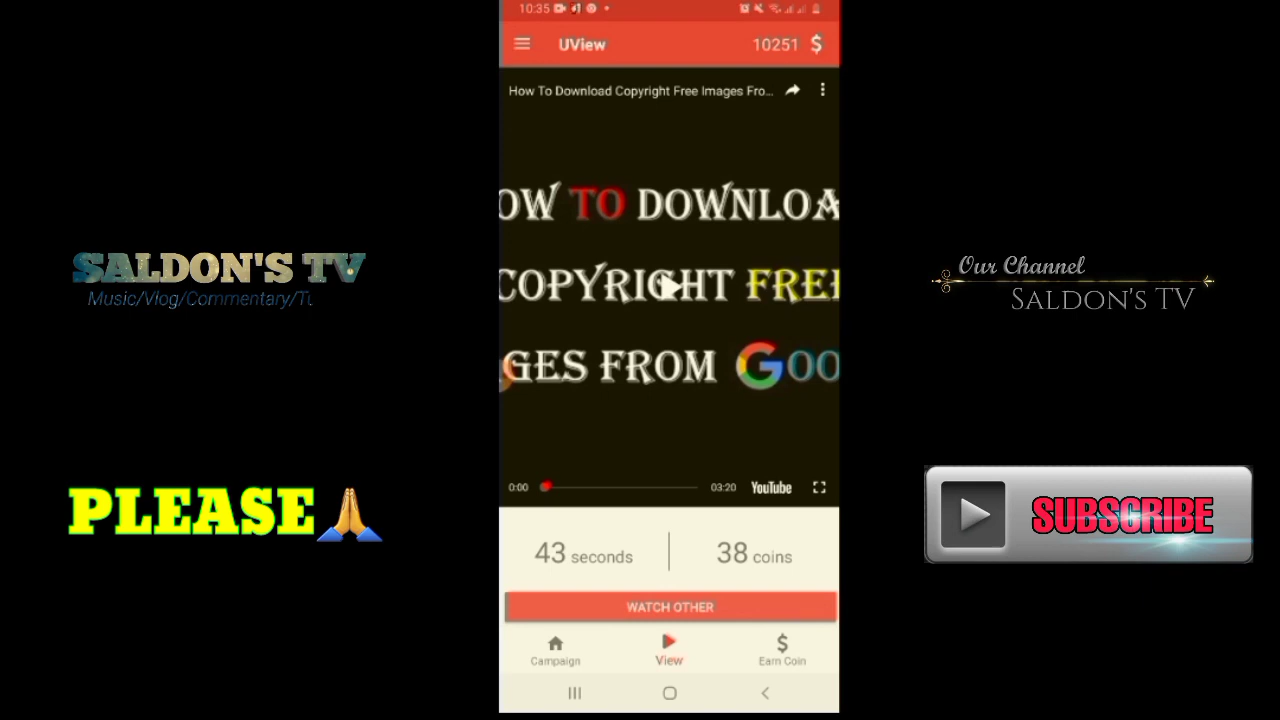 10:35
UView
10251 $
How To Download Copyright Free Images Fro...
OW TO DOWNLOA
COPYRIGHT FREE
GES FROM GOO
0:00
03:20
YouTube
43 seconds
38 coins
WATCH OTHER
Campaign
View
Earn Coin
SALDON'S TV
Music/Vlog/Commentary/T
PLEASE🙏
Our Channel
SALDON'S TV
SUBSCRIBE